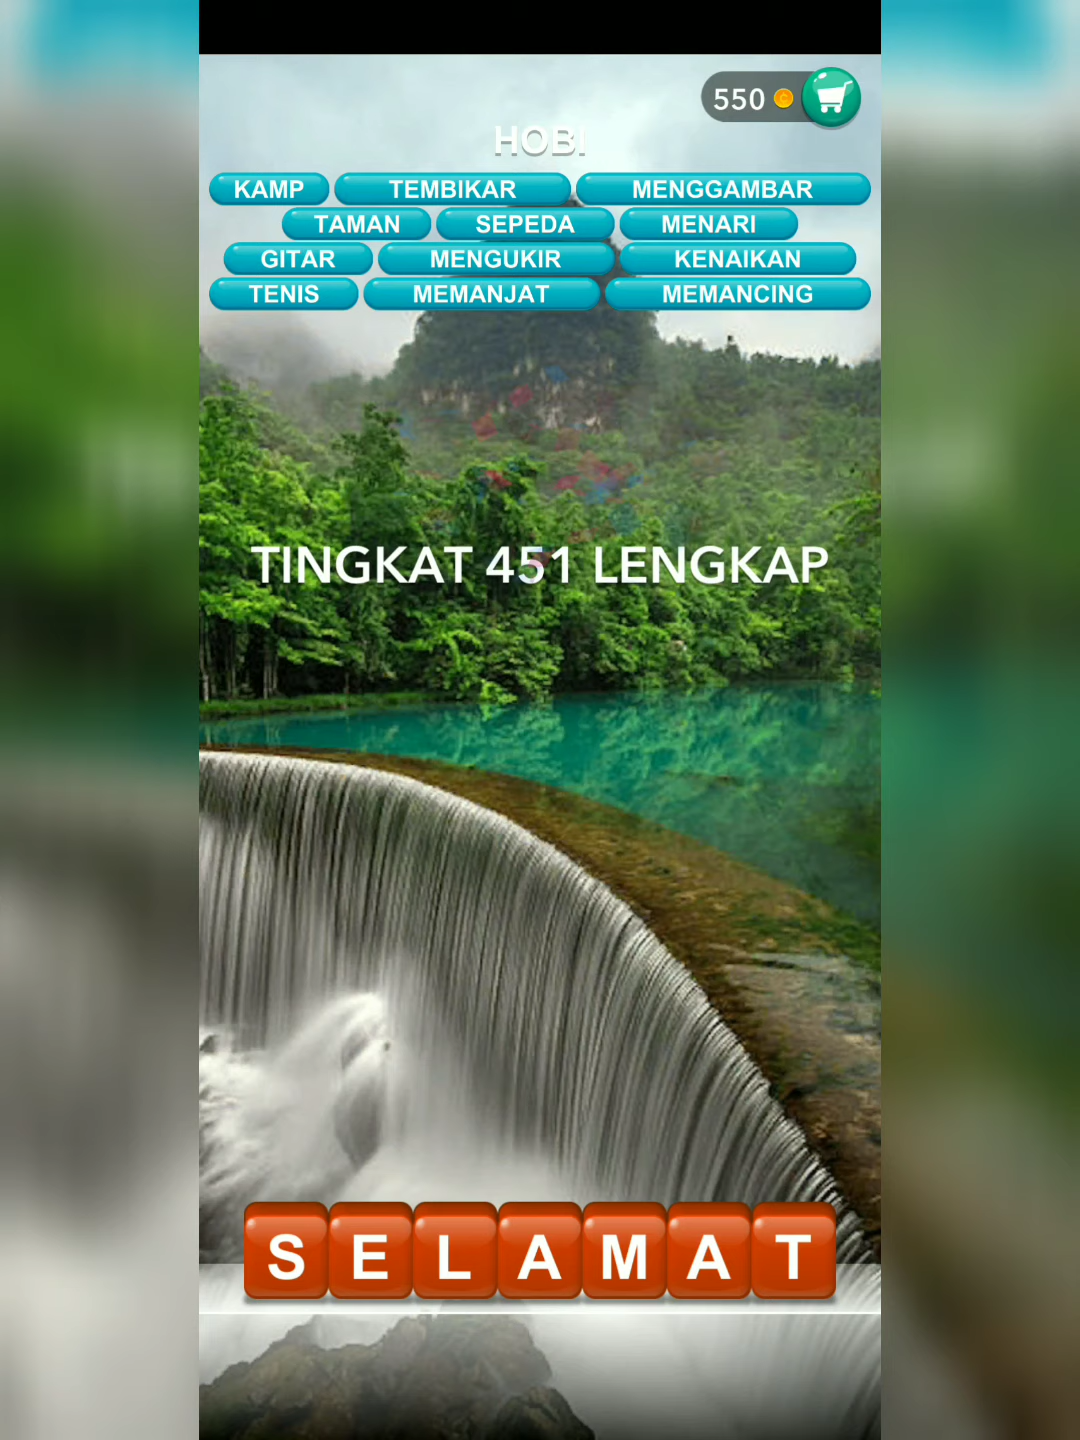 550
HOBI
KAMP TEMBIKAR MENGGAMBAR
TAMAN SEPEDA MENARI
GITAR MENGUKIR KENAIKAN
TENIS MEMANJAT MEMANCING
TINGKAT 451 LENGKAP
SELAMAT